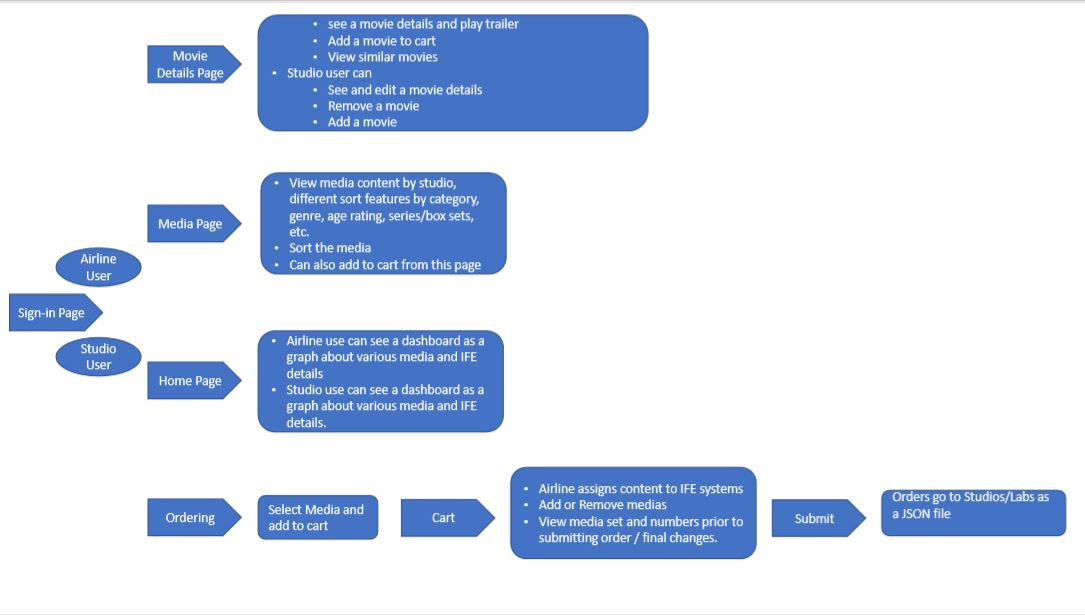 Movie
Details Page
• see a movie details and play trailer
• Add a movie to cart
• View similar movies
• Studio user can
• See and edit a movie details
• Remove a movie
• Add a movie
Media Page
• View media content by studio,
different sort features by category,
genre, age rating, series/box sets,
etc.
• Sort the media
• Can also add to cart from this page
Airline
User
Sign-in Page
Studio
User
Home Page
• Airline use can see a dashboard as a
graph about various media and IFE
details
• Studio use can see a dashboard as a
graph about various media and IFE
details.
Ordering
Select Media and
add to cart
Cart
• Airline assigns content to IFE systems
• Add or Remove medias
• View media set and numbers prior to
submitting order / final changes.
Submit
Orders go to Studios/Labs as
a JSON file